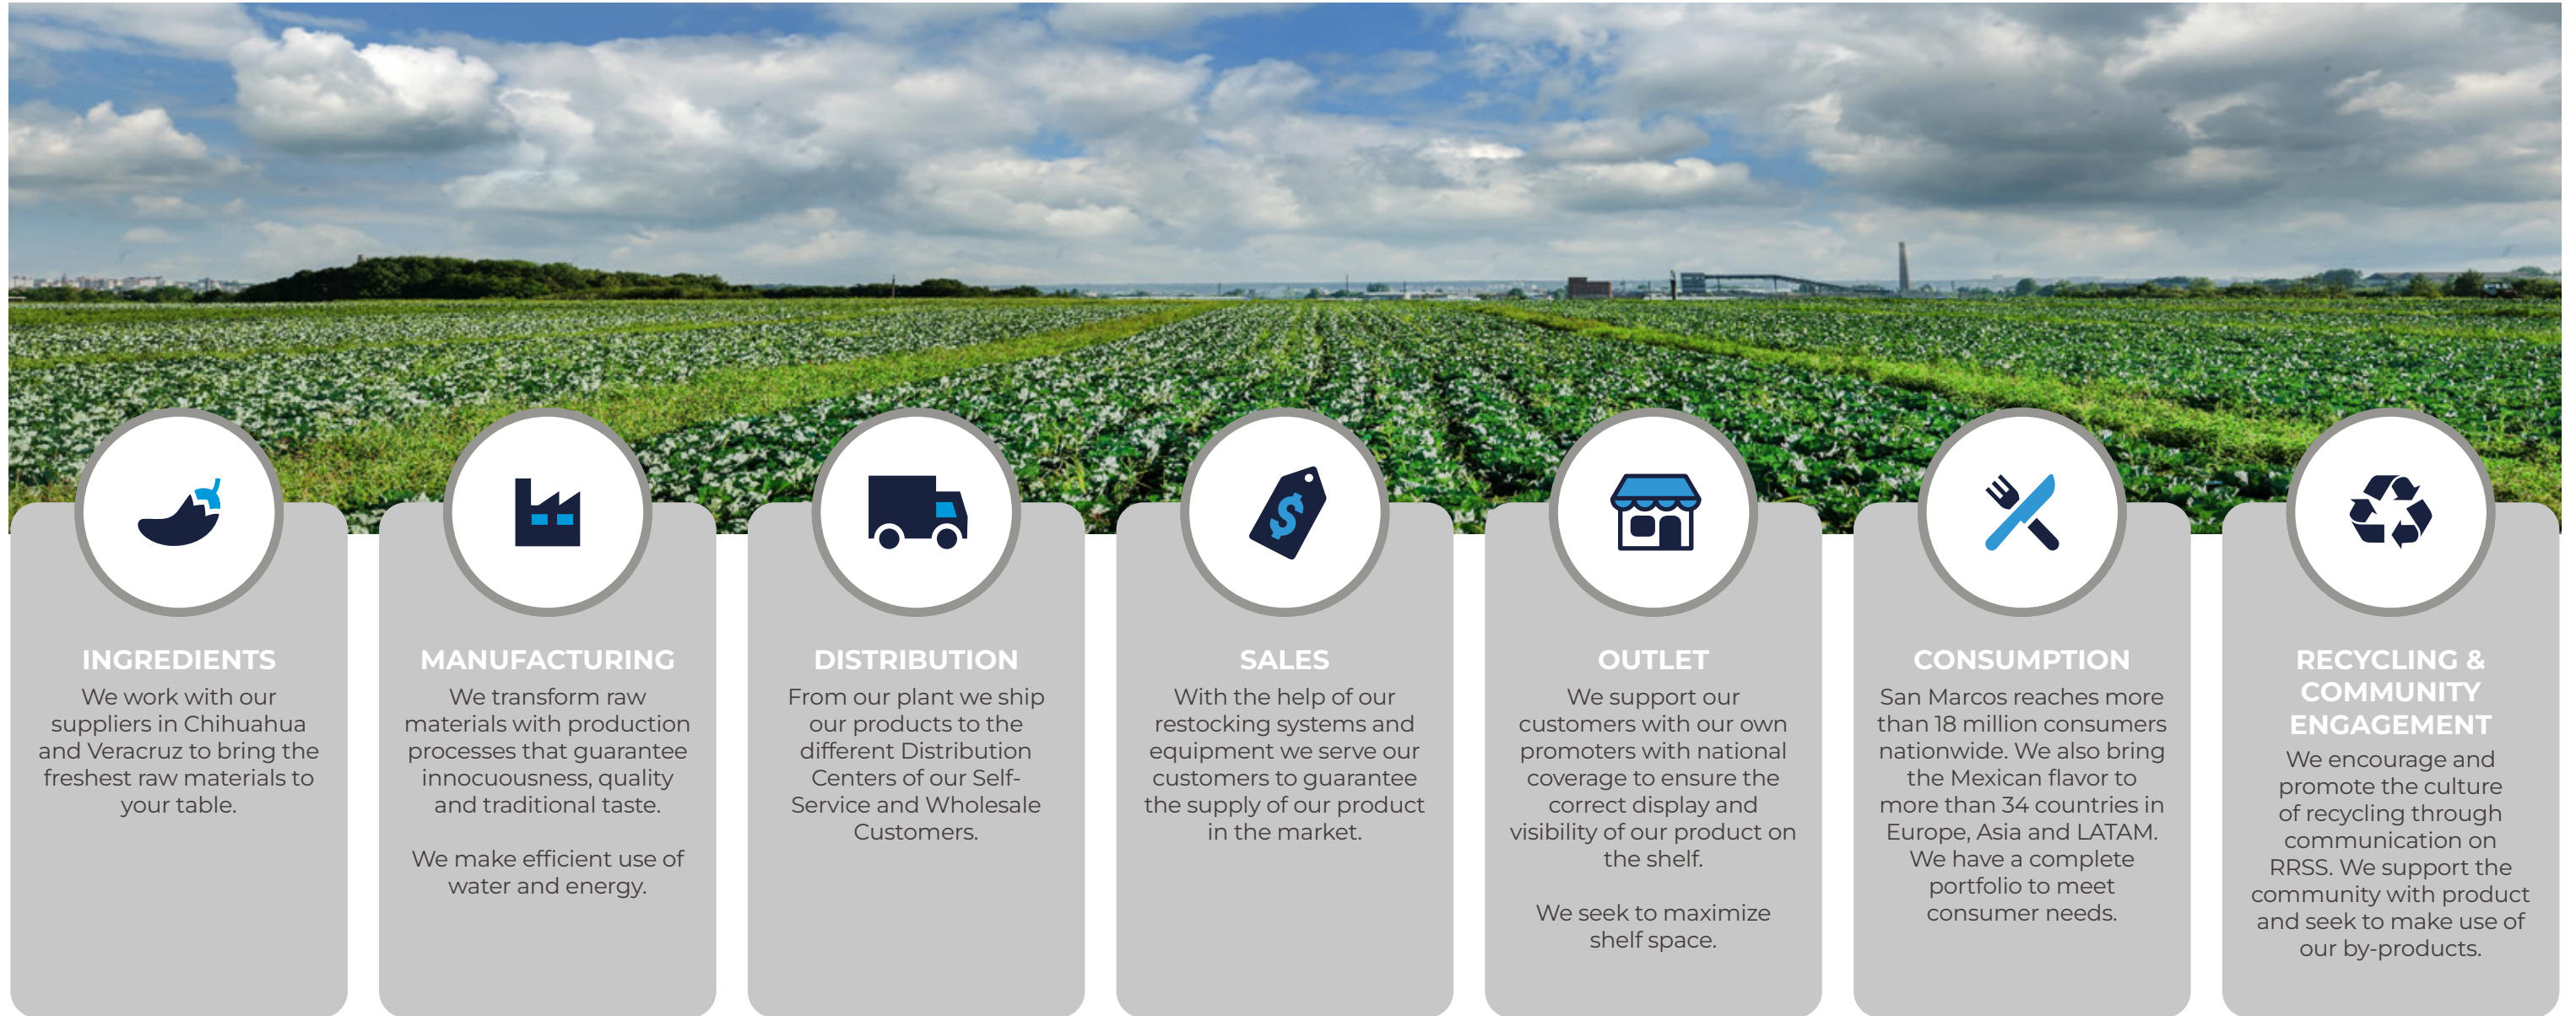 INGREDIENTS
We work with our
suppliers in Chihuahua
and Veracruz to bring the
freshest raw materials to
your table.
MANUFACTURING
We transform raw
materials with production
processes that guarantee
innocuousness, quality
and traditional taste.
We make efficient use of
water and energy.
DISTRIBUTION
From our plant we ship
our products to the
different Distribution
Centers of our Self-
Service and Wholesale
Customers.
$
SALES
With the help of our
restocking systems and
equipment we serve our
customers to guarantee
the supply of our product
in the market.
OUTLET
We support our
customers with our own
promoters with national
coverage to ensure the
correct display and
visibility of our product on
the shelf.
We seek to maximize
shelf space.
CONSUMPTION
San Marcos reaches more
than 18 million consumers
nationwide. We also bring
the Mexican flavor to
more than 34 countries in
Europe, Asia and LATAM.
We have a complete
portfolio to meet
consumer needs.
RECYCLING &
COMMUNITY
ENGAGEMENT
We encourage and
promote the culture
of recycling through
communication on
RRSS. We support the
community with product
and seek to make use of
our by-products.